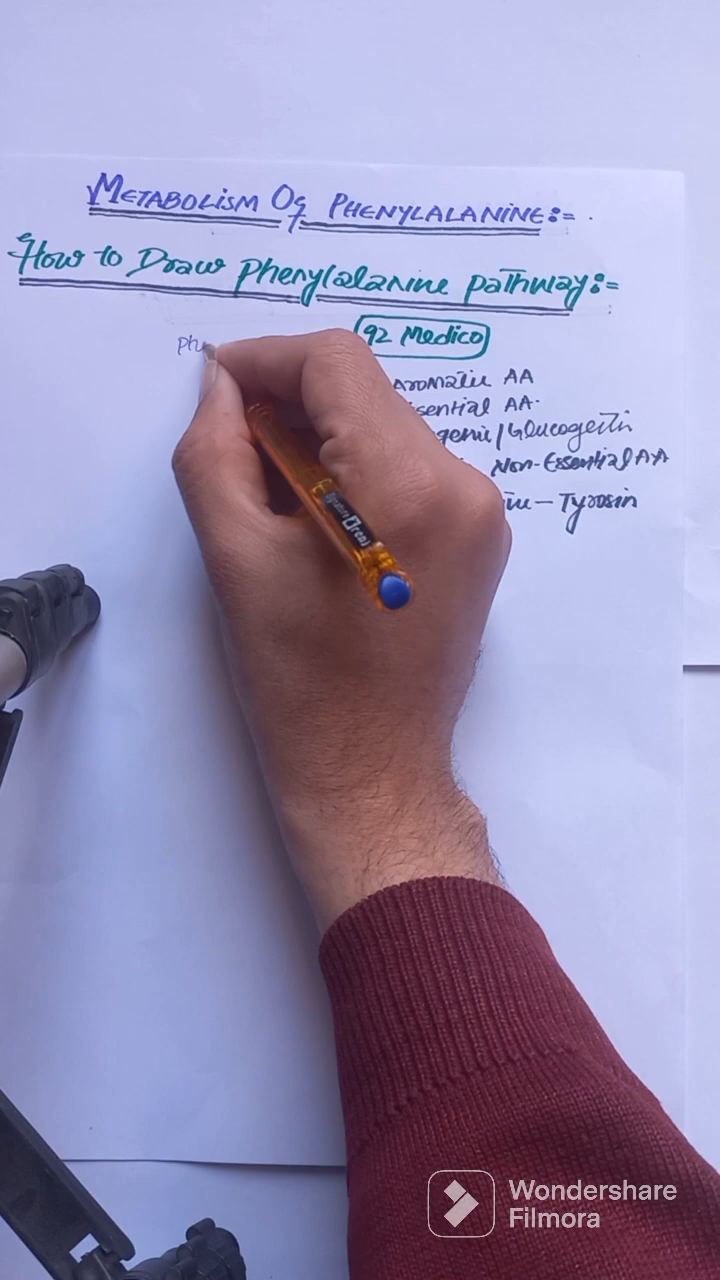 METABOLISM Of PHENYLALANINE:=
How to Draw Phenylalanine pathway:=
92 Medico
Aromatic AA
AA
/Glucogenic
Non-Essential AA
- Tyrosin
Wondershare
Filmora